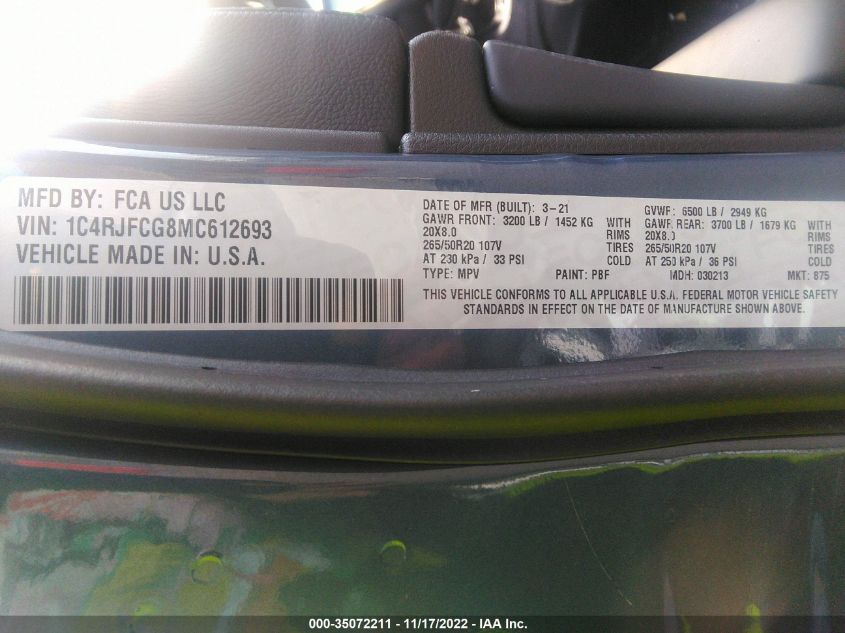 MFD BY: FCA US LLC
VIN: 1C4RJFCG8MC612693
VEHICLE MADE IN: U.S.A.
DATE OF MFR (BUILT): 3-21
GVWF: 6500 LB / 2949 KG
GAWR FRONT: 3200 LB / 1452 KG WITH
GAWF REAR: 3700 LB / 1679 KG WITH
20X8.0 RIMS
20X8.0 RIMS
265/50R20 107V TIRES
265/50R20 107V TIRES
AT 230 kPa / 33 PSI COLD
AT 250 kPa / 36 PSI COLD
TYPE: MPV PAINT: PBF MDH: 030213 MKT: 875
THIS VEHICLE CONFORMS TO ALL APPLICABLE U.S.A. FEDERAL MOTOR VEHICLE SAFETY
STANDARDS IN EFFECT ON THE DATE OF MANUFACTURE SHOWN ABOVE.
000-35072211 - 11/17/2022 - IAA Inc.